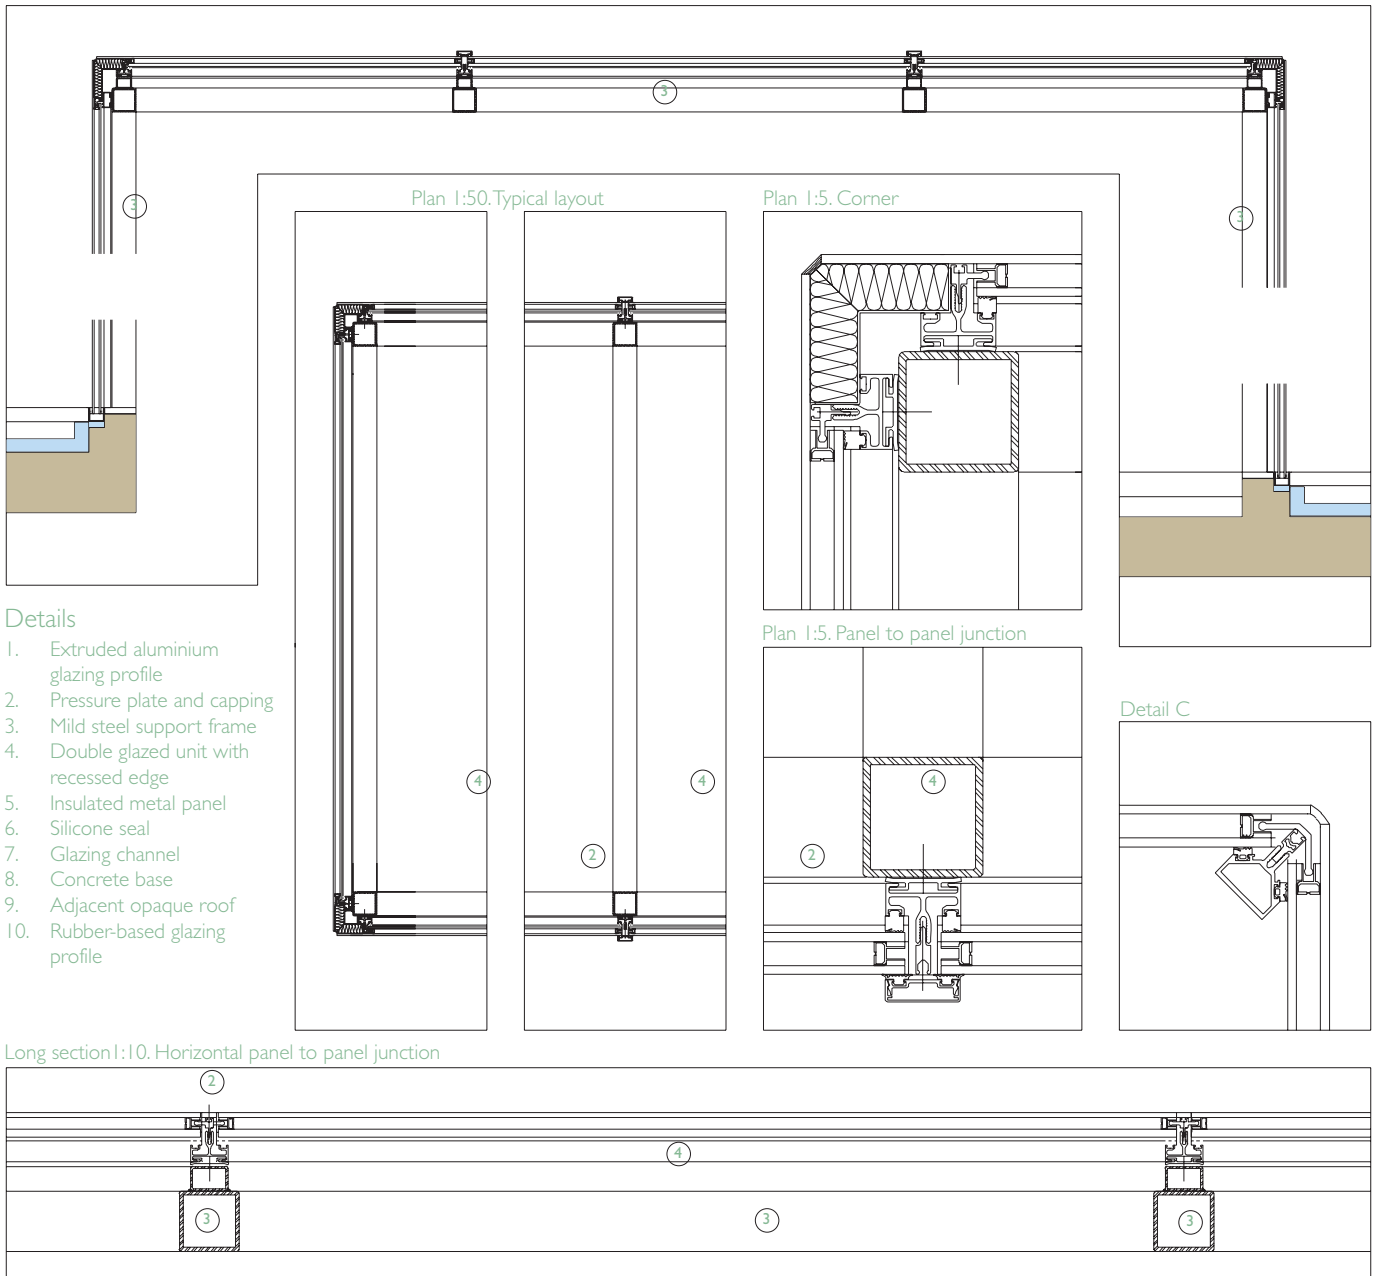 3
3
3
Plan 1:50. Typical layout
Plan 1:5. Corner
Details
1. Extruded aluminium
glazing profile
2. Pressure plate and capping
3. Mild steel support frame
4. Double glazed unit with
recessed edge
5. Insulated metal panel
6. Silicone seal
7. Glazing channel
8. Concrete base
9. Adjacent opaque roof
10. Rubber-based glazing
profile
4
4
2
Plan 1:5. Panel to panel junction
4
2
Detail C
Long section1:10. Horizontal panel to panel junction
2
4
3
3
3